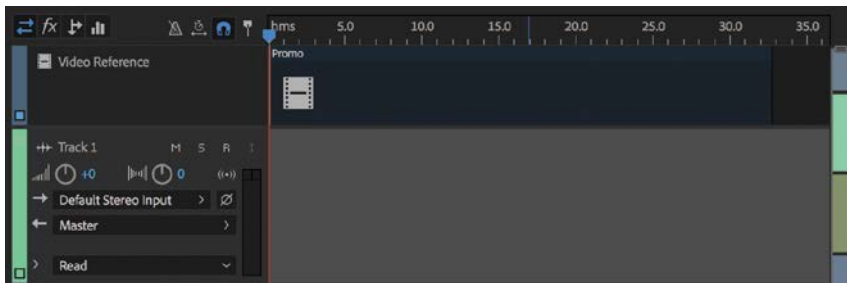 fx hms 5.0 10.0 15.0 20.0 25.0 30.0 35.0
Video Reference Promo
Track 1 M S R I
+0 0
Default Stereo Input
Master
Read